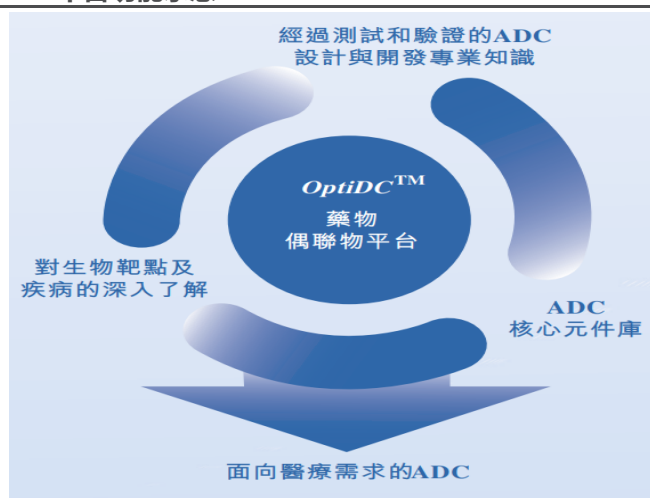 經過測試和驗證的ADC
設計與開發專業知識
OptiDC™
藥物
偶聯物平台
對生物靶點及
疾病的深入了解
ADC
核心元件庫
面向醫療需求的ADC